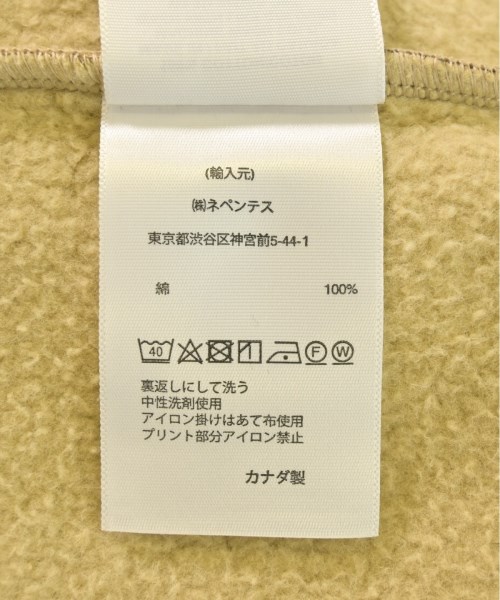 (輸入元)
㈱ネペンテス
東京都渋谷区神宮前5-44-1
綿 100%
40 F W
裏返しにして洗う
中性洗剤使用
アイロン掛けはあて布使用
プリント部分アイロン禁止
カナダ製